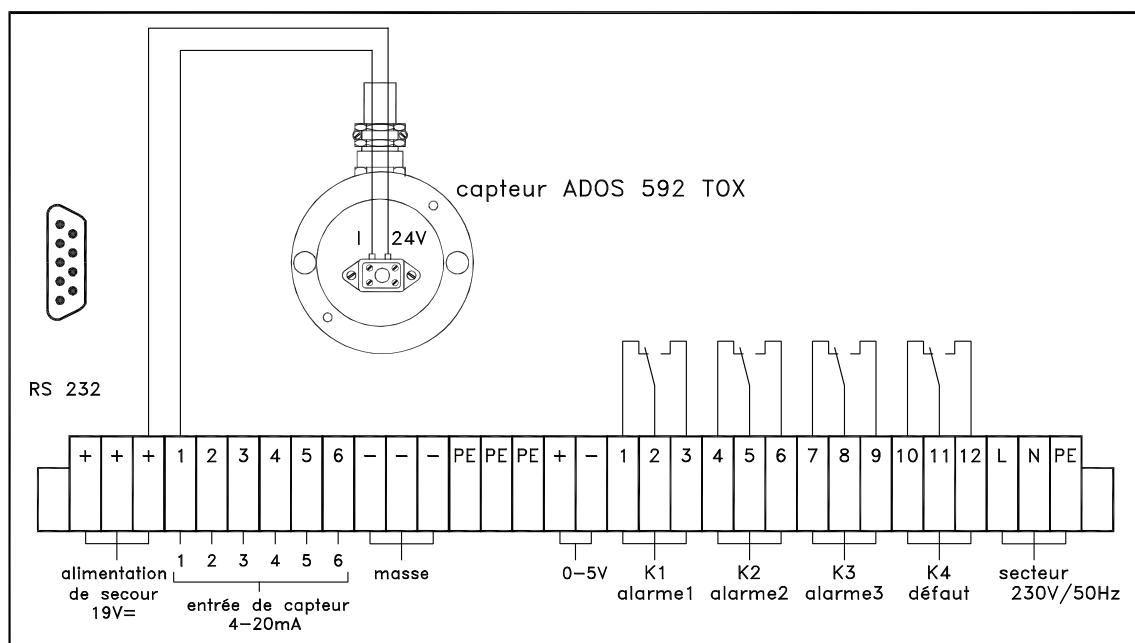 capteur ADOS 592 TOX
I 24V
RS 232
+ + + 1 2 3 4 5 6 − − − PE PE PE + − 1 2 3 4 5 6 7 8 9 10 11 12 L N PE
1 2 3 4 5 6
alimentation
de secour
19V=
entrée de capteur
4−20mA
masse
0−5V
K1
alarme1
K2
alarme2
K3
alarme3
K4
défaut
secteur
230V/50Hz